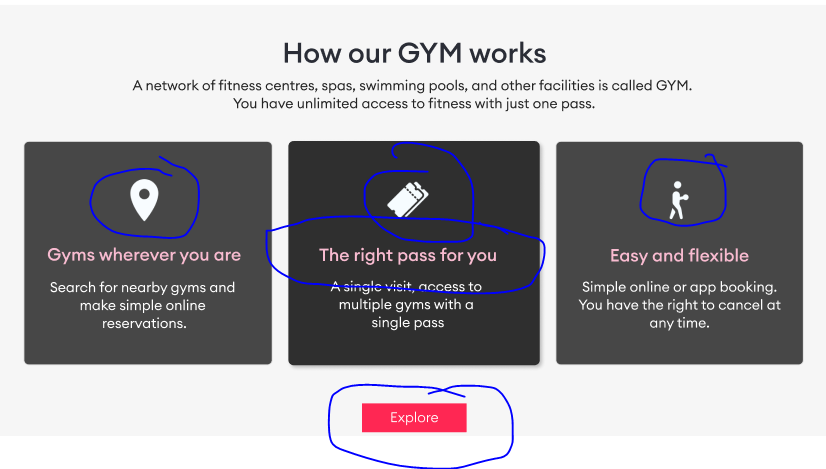 How our GYM works
A network of fitness centres, spas, swimming pools, and other facilities is called GYM.
You have unlimited access to fitness with just one pass.
Gyms wherever you are
Search for nearby gyms and
make simple online
reservations.
The right pass for you
A single visit, access to
multiple gyms with a
single pass
Easy and flexible
Simple online or app booking.
You have the right to cancel at
any time.
Explore